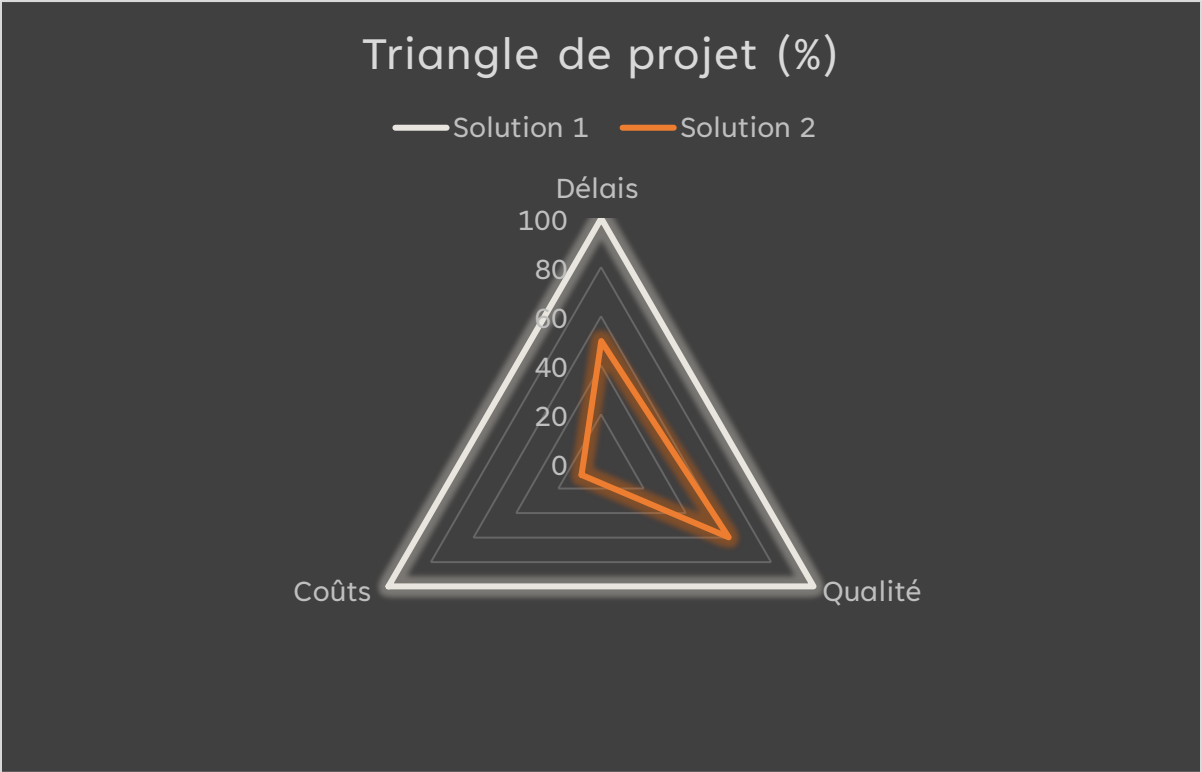 Triangle de projet (%)
Solution 1 Solution 2
Délais
100
80
60
40
20
0
Coûts Qualité